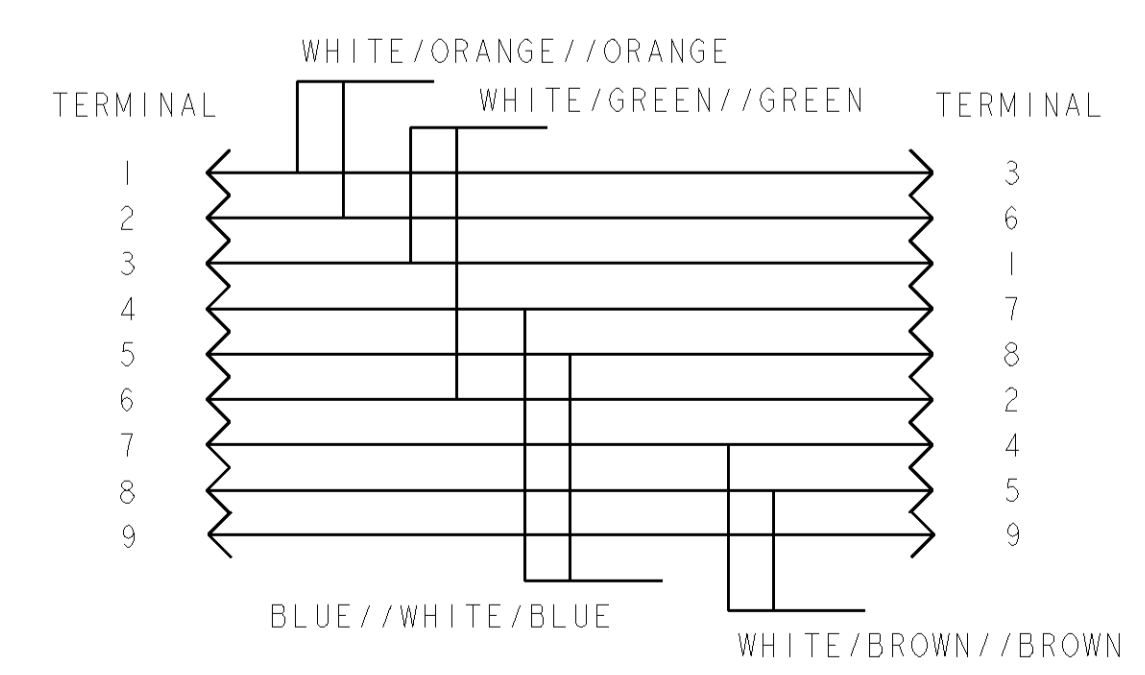 WHITE/ORANGE//ORANGE
WHITE/GREEN//GREEN
TERMINAL TERMINAL
1 3
2 6
3 1
4 7
5 8
6 2
7 4
8 5
9 9
BLUE//WHITE/BLUE
WHITE/BROWN//BROWN